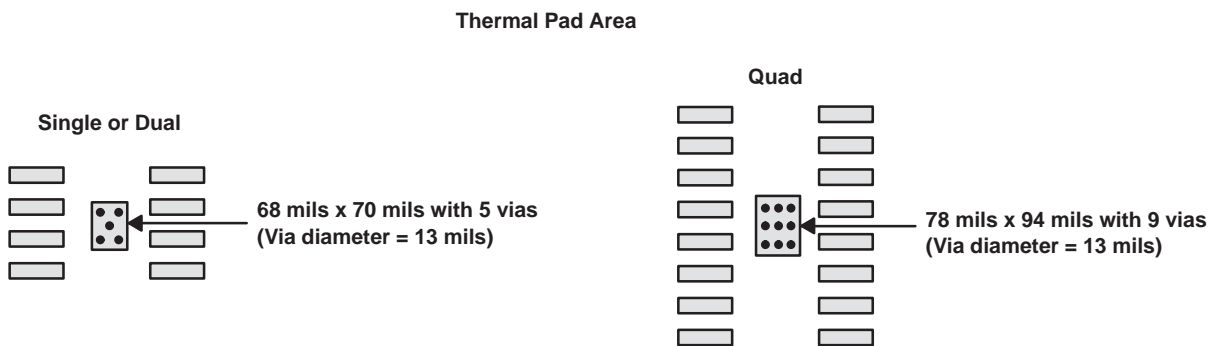 Thermal Pad Area
Single or Dual
68 mils x 70 mils with 5 vias
(Via diameter = 13 mils)
Quad
78 mils x 94 mils with 9 vias
(Via diameter = 13 mils)